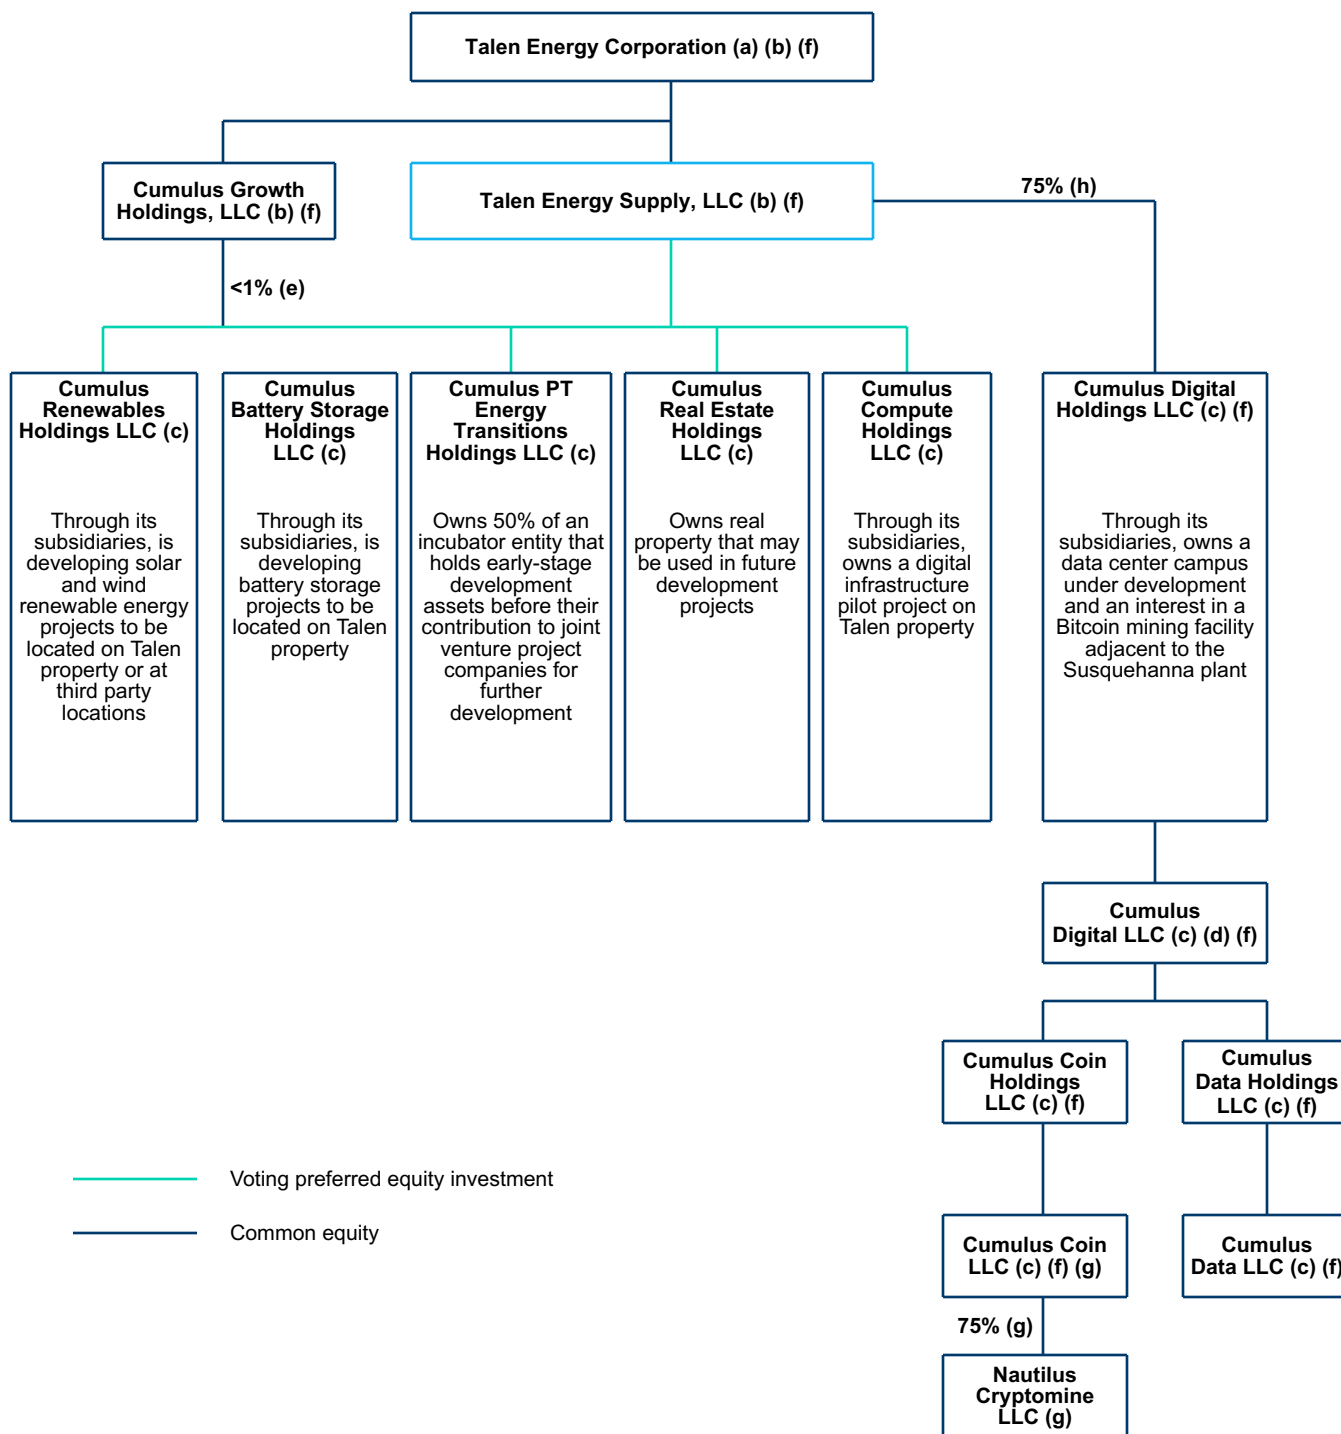 Talen Energy Corporation (a) (b) (f)
Cumulus Growth
Holdings, LLC (b) (f)
Talen Energy Supply, LLC (b) (f)
75% (h)
<1% (e)
Cumulus
Renewables
Holdings LLC (c)
Through its
subsidiaries, is
developing solar
and wind
renewable energy
projects to be
located on Talen
property or at
third party
locations
Cumulus
Battery Storage
Holdings
LLC (c)
Through its
subsidiaries, is
developing
battery storage
projects to be
located on Talen
property
Cumulus PT
Energy
Transitions
Holdings LLC (c)
Owns 50% of an
incubator entity that
holds early-stage
development
assets before their
contribution to joint
venture project
companies for
further
development
Cumulus
Real Estate
Holdings
LLC (c)
Owns real
property that may
be used in future
development
projects
Cumulus
Compute
Holdings
LLC (c)
Through its
subsidiaries,
owns a digital
infrastructure
pilot project on
Talen property
Cumulus Digital
Holdings LLC (c) (f)
Through its
subsidiaries, owns a
data center campus
under development
and an interest in a
Bitcoin mining facility
adjacent to the
Susquehanna plant
Cumulus
Digital LLC (c) (d) (f)
Cumulus Coin
Holdings
LLC (c) (f)
Cumulus
Data Holdings
LLC (c) (f)
Voting preferred equity investment
Common equity
Cumulus Coin
LLC (c) (f) (g)
Cumulus
Data LLC (c) (f)
75% (g)
Nautilus
Cryptomine
LLC (g)